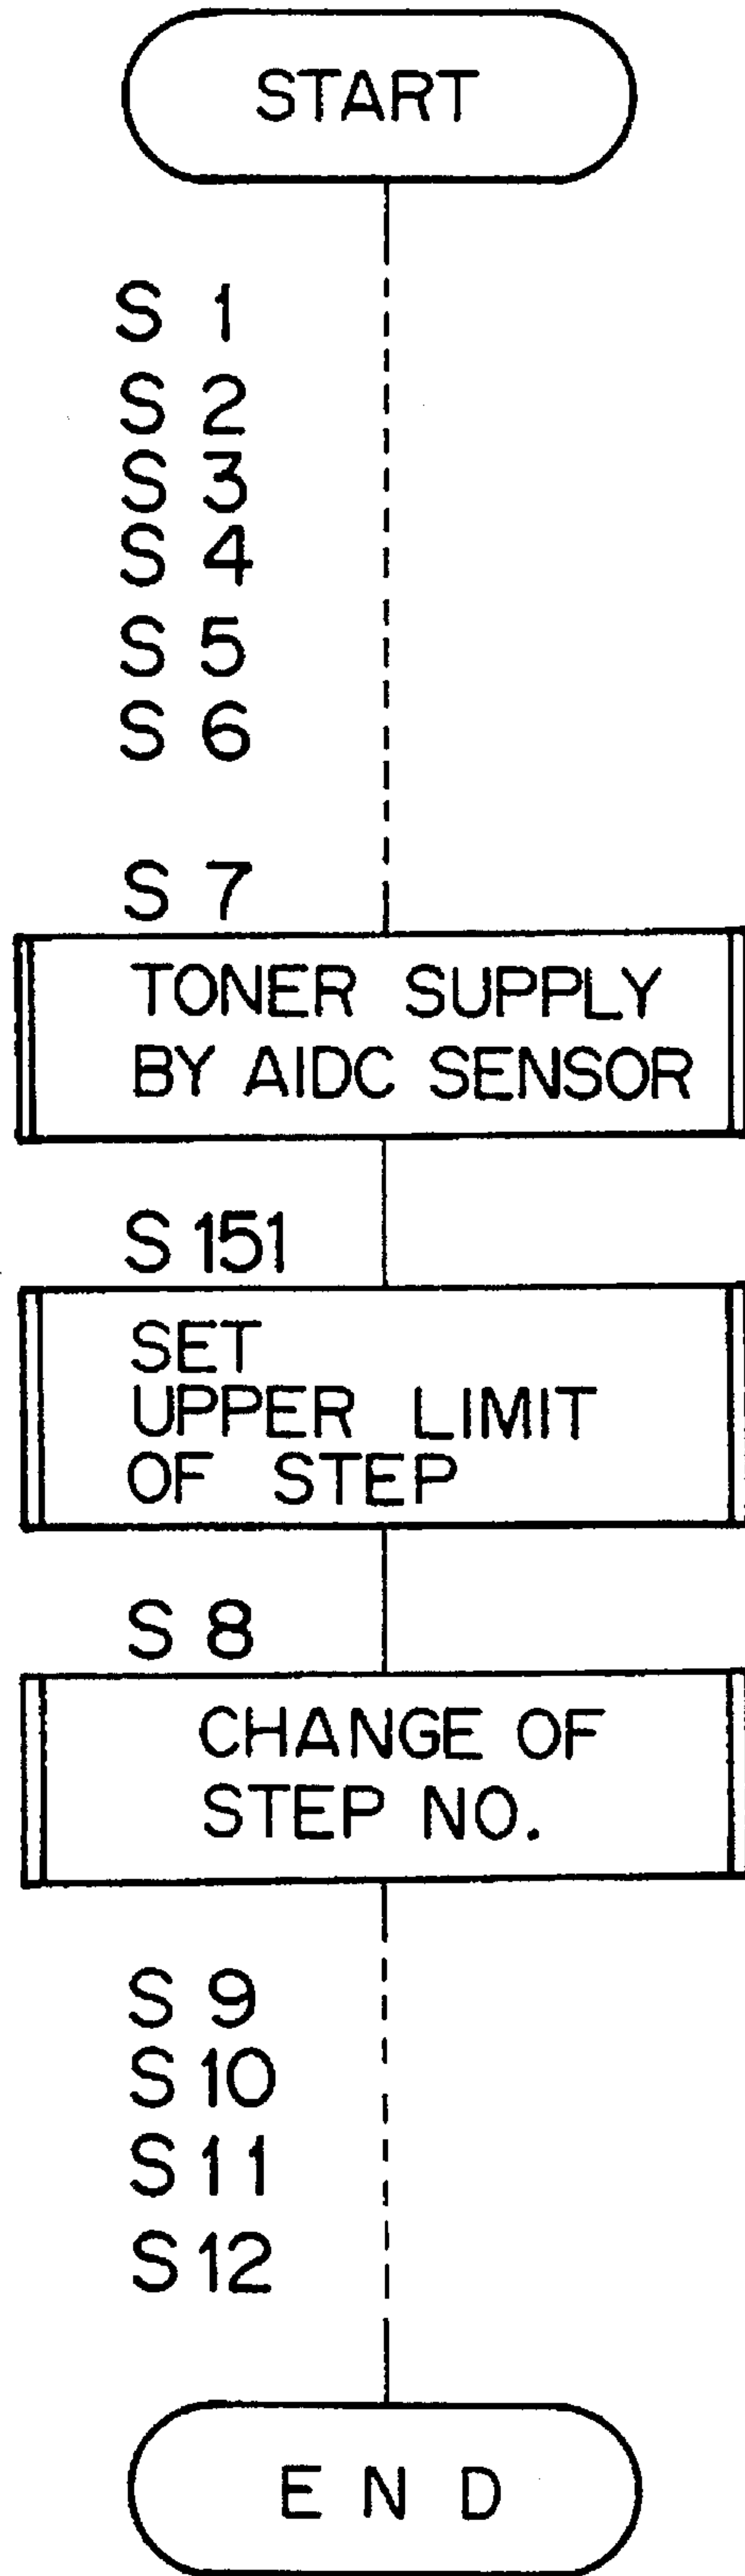 START
S 1
S 2
S 3
S 4
S 5
S 6
S 7
TONER SUPPLY
BY AIDC SENSOR
S 151
SET
UPPER LIMIT
OF STEP
S 8
CHANGE OF
STEP NO.
S 9
S 10
S 11
S 12
E N D